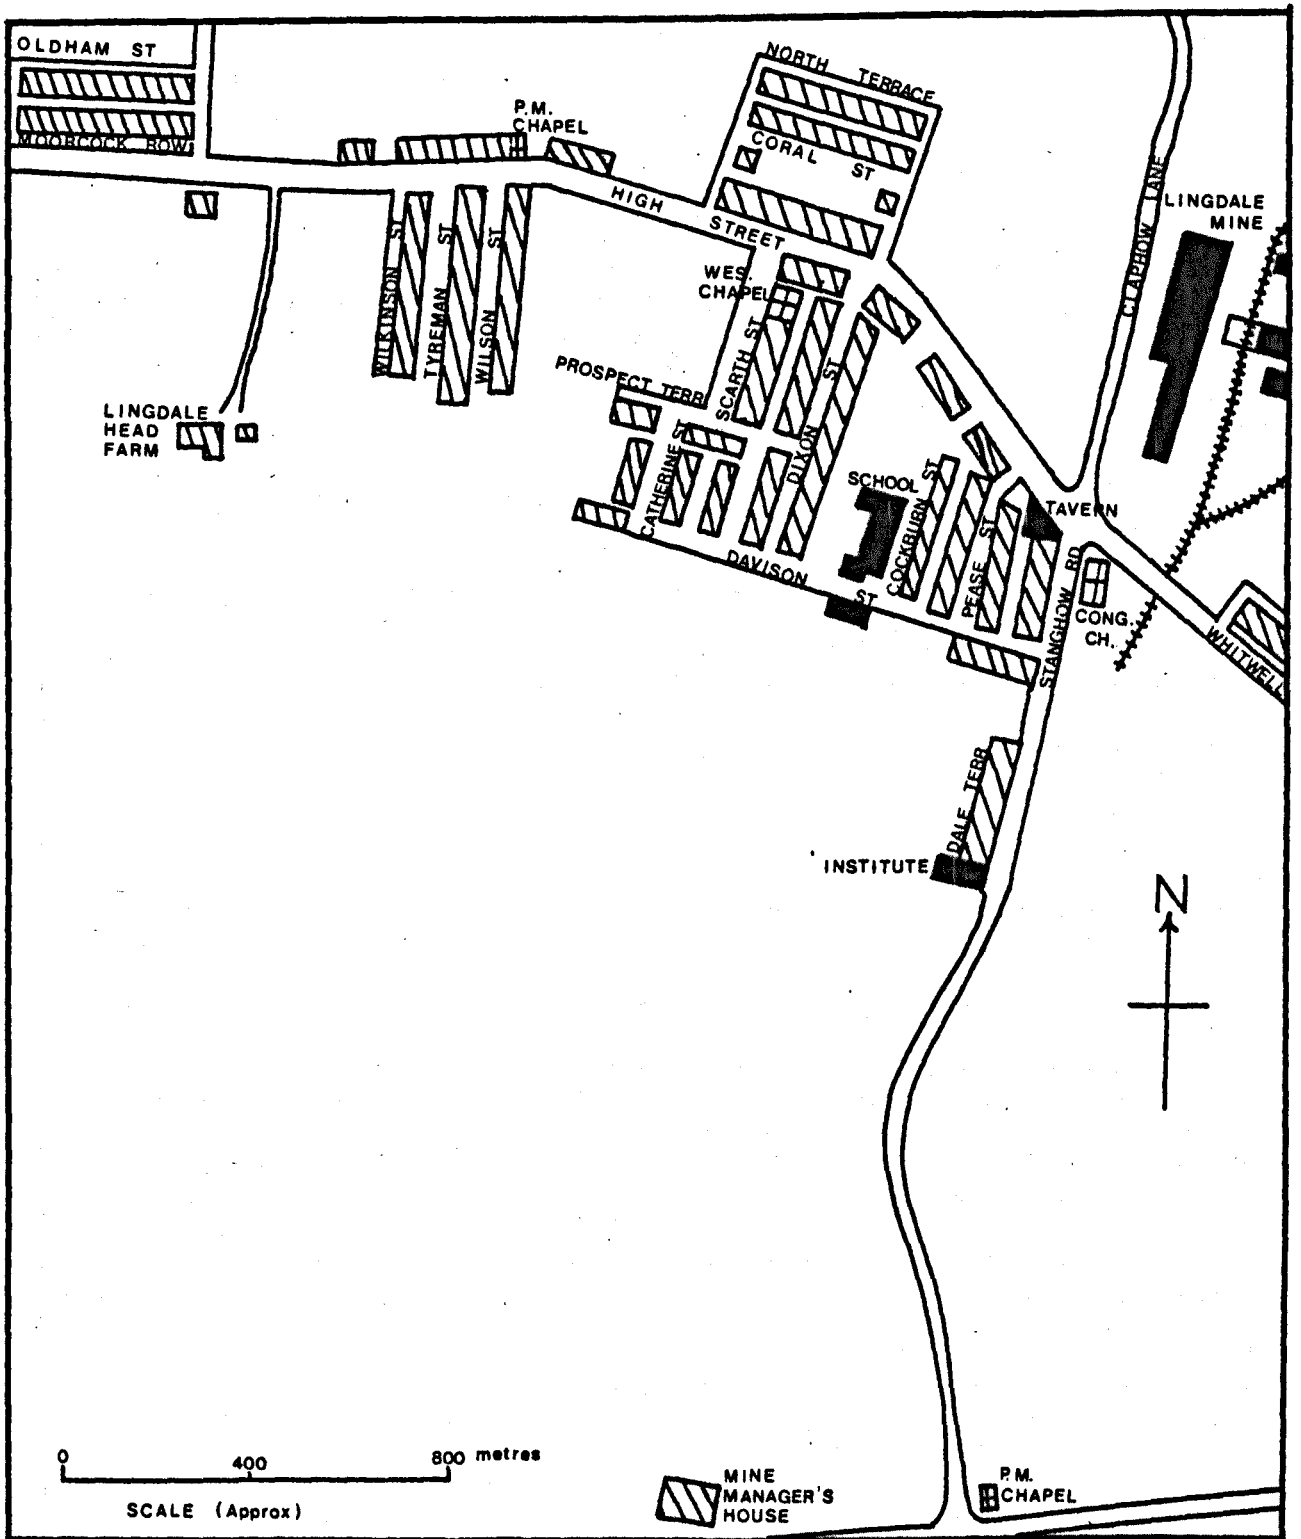 OLDHAM ST
MOORCOCK ROW
P.M.
CHAPEL
NORTH TERRACE
CORAL ST
HIGH STREET
CLAPHOW LANE
LINGDALE
MINE
WES.
CHAPEL
WILKINSON ST
TYREMAN ST
WILSON ST
SCARTH ST
PROSPECT TERR
DIXON ST
CATHERINE ST
LINGDALE
HEAD
FARM
SCHOOL
COCKBURN ST
PEASE ST
TAVERN
DAVISON ST
STANGHOW RD
CONG.
CH.
WHITWELL
DALE TERR
INSTITUTE
N
0 400 800 metres
SCALE (Approx)
MINE
MANAGER'S
HOUSE
P.M.
CHAPEL